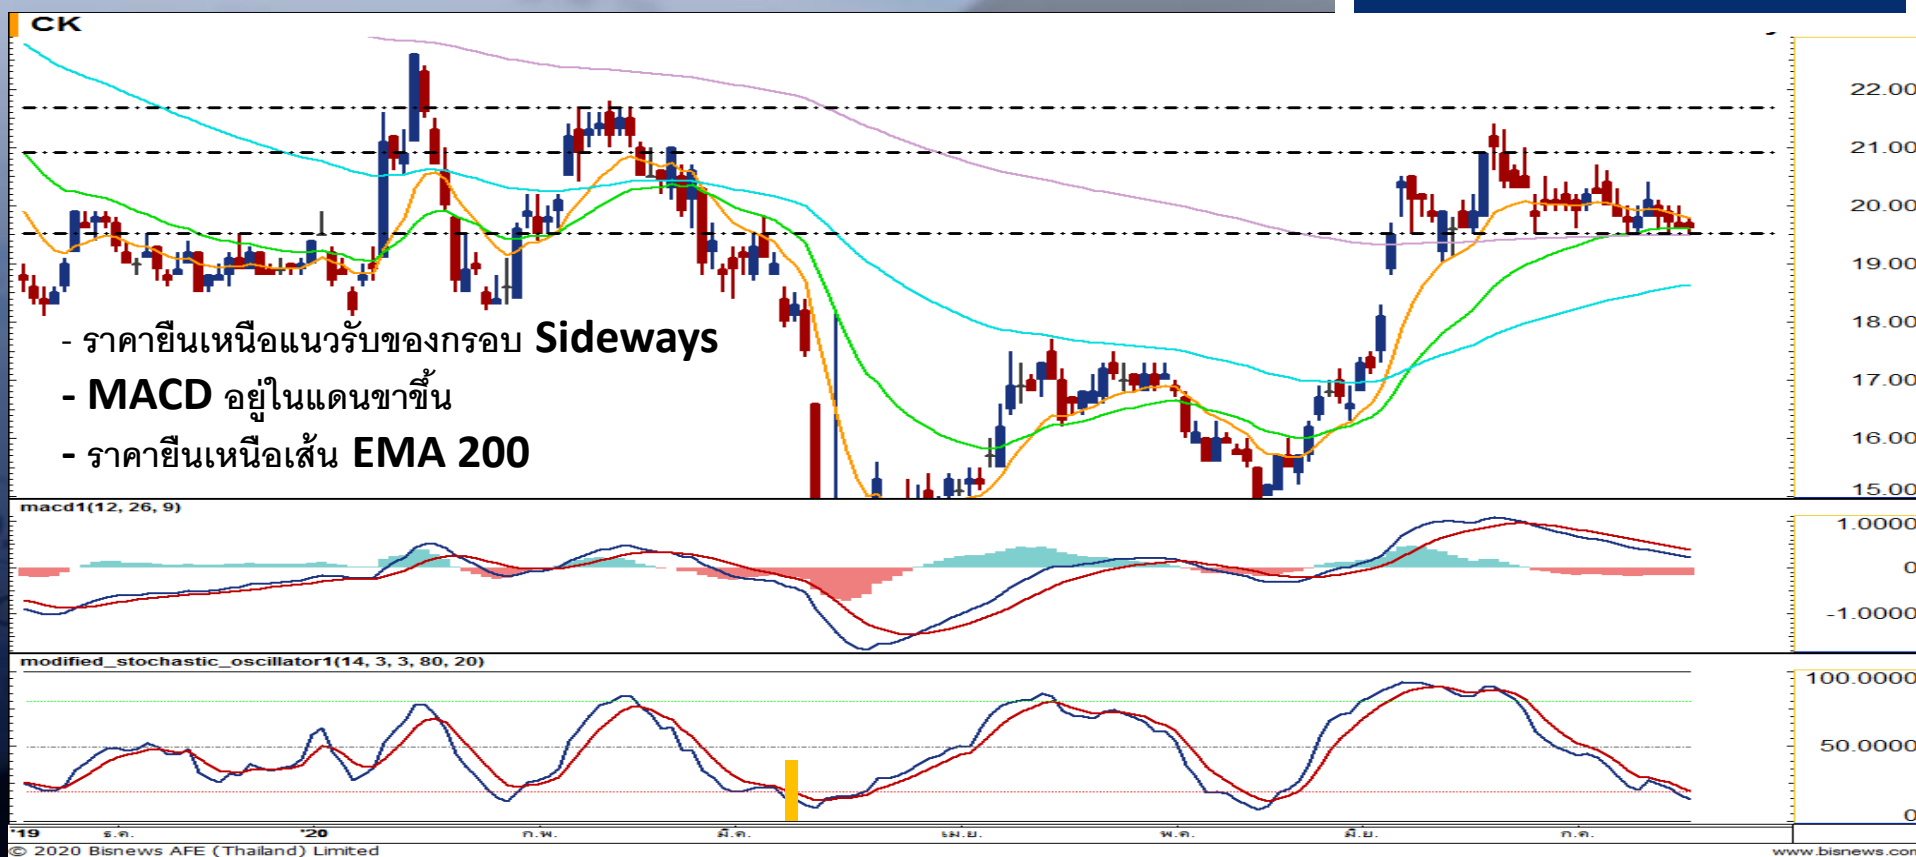 CK
22.00
21.00
20.00
19.00
18.00
17.00
16.00
15.00
- ราคายืนเหนือแนวรับของกรอบ Sideways
- MACD อยู่ในแดนขาขึ้น
- ราคายืนเหนือเส้น EMA 200
macd1(12, 26, 9)
1.0000
0
-1.0000
modified_stochastic_oscillator1(14, 3, 3, 80, 20)
100.0000
50.0000
0
'19 ธ.ค. '20 ก.พ. มี.ค. เม.ย. พ.ค. มิ.ย. ก.ค.
© 2020 Bisnews AFE (Thailand) Limited www.bisnews.com